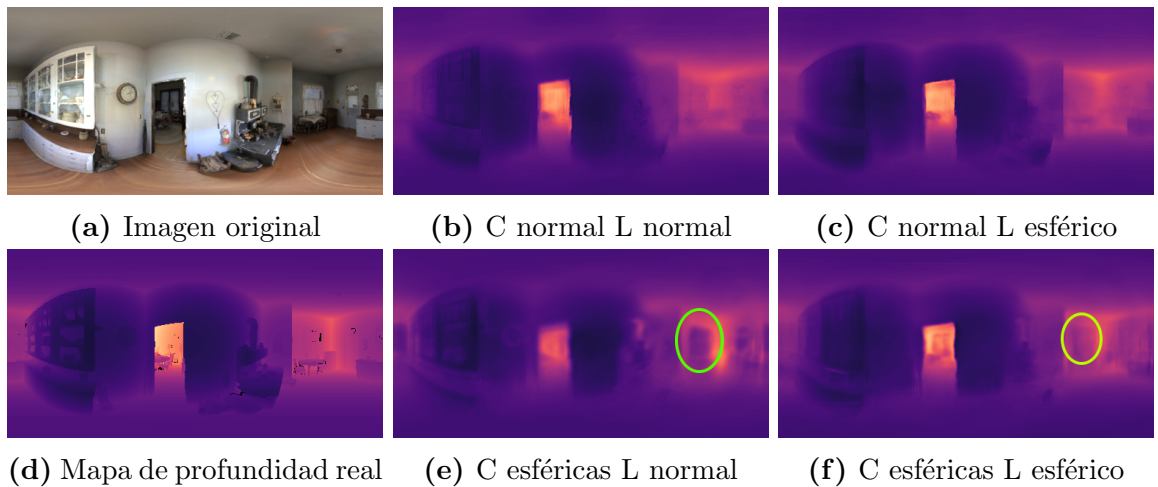 (a) Imagen original
(b) C normal L normal
(c) C normal L esférico
(d) Mapa de profundidad real
(e) C esféricas L normal
(f) C esféricas L esférico